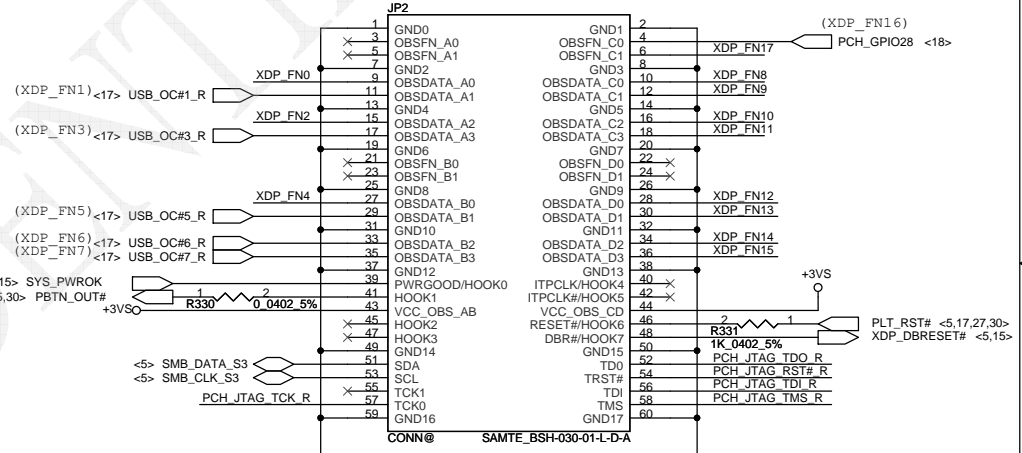 JP2
1 GND0 GND1 2
3 OBSFN_A0 OBSFN_C0 4
(XDP_FN16)
PCH_GPIO28 <18>
5 OBSFN_A1 OBSFN_C1 6 XDP_FN17
7 GND2 GND3 8
XDP_FN0 9 OBSDATA_A0 OBSDATA_C0 10 XDP_FN8
(XDP_FN1) <17> USB_OC#1_R 11 OBSDATA_A1 OBSDATA_C1 12 XDP_FN9
13 GND4 GND5 14
XDP_FN2 15 OBSDATA_A2 OBSDATA_C2 16 XDP_FN10
(XDP_FN3) <17> USB_OC#3_R 17 OBSDATA_A3 OBSDATA_C3 18 XDP_FN11
19 GND6 GND7 20
21 OBSFN_B0 OBSFN_D0 22
23 OBSFN_B1 OBSFN_D1 24
25 GND8 GND9 26
XDP_FN4 27 OBSDATA_B0 OBSDATA_D0 28 XDP_FN12
(XDP_FN5) <17> USB_OC#5_R 29 OBSDATA_B1 OBSDATA_D1 30 XDP_FN13
31 GND10 GND11 32
(XDP_FN6) <17> USB_OC#6_R 33 OBSDATA_B2 OBSDATA_D2 34 XDP_FN14
(XDP_FN7) <17> USB_OC#7_R 35 OBSDATA_B3 OBSDATA_D3 36 XDP_FN15
37 GND12 GND13 38
15> SYS_PWROK 39 PWRGOOD/HOOK0 ITPCLK/HOOK4 40
,30> PBTN_OUT# 1 R330 2 0_0402_5% 41 HOOK1 ITPCLK#/HOOK5 42
+3VS 43 VCC_OBS_AB VCC_OBS_CD 44 +3VS
45 HOOK2 RESET#/HOOK6 46 2 R331 1 1K_0402_5% PLT_RST# <5,17,27,30>
47 HOOK3 DBR#/HOOK7 48 XDP_DBRESET# <5,15>
49 GND14 GND15 50
<5> SMB_DATA_S3 51 SDA TD0 52 PCH_JTAG_TDO_R
<5> SMB_CLK_S3 53 SCL TRST# 54 PCH_JTAG_RST#_R
55 TCK1 TDI 56 PCH_JTAG_TDI_R
PCH_JTAG_TCK_R 57 TCK0 TMS 58 PCH_JTAG_TMS_R
59 GND16 GND17 60
CONN@ SAMTE_BSH-030-01-L-D-A